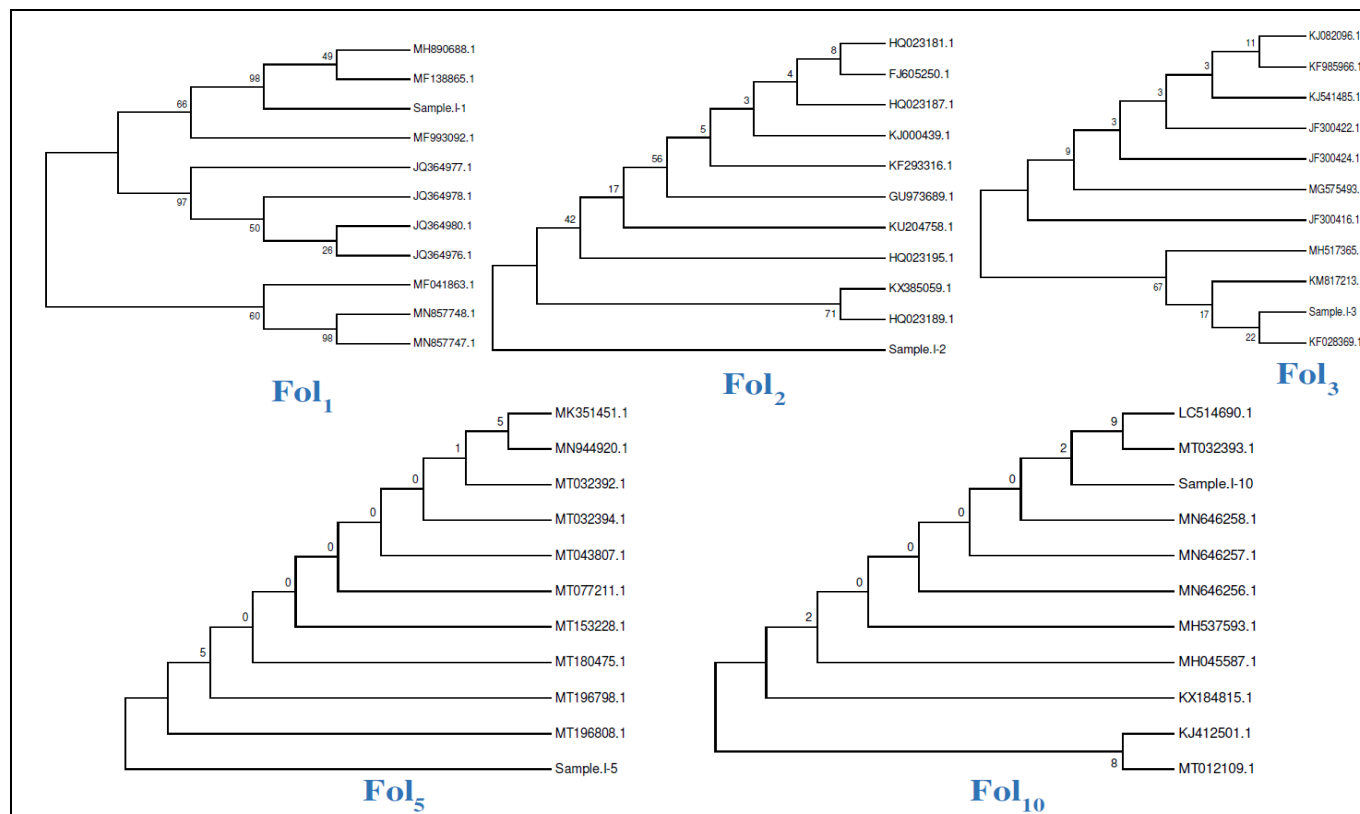 49
MH890688.1
98
MF138865.1
66
Sample.I-1
MF993092.1
JQ364977.1
97
JQ364978.1
50
JQ364980.1
26
JQ364976.1
MF041863.1
60
MN857748.1
98
MN857747.1
Fol1
8
HQ023181.1
4
FJ605250.1
3
HQ023187.1
5
KJ000439.1
56
KF293316.1
17
GU973689.1
42
KU204758.1
HQ023195.1
KX385059.1
71
HQ023189.1
Sample.I-2
Fol2
11
KJ082096.1
3
KF985966.1
3
KJ541485.1
3
JF300422.1
9
JF300424.1
MG575493.
JF300416.1
MH517365.
67
KM817213.
17
Sample.I-3
22
KF028369.1
Fol3
5
MK351451.1
1
MN944920.1
0
MT032392.1
0
MT032394.1
0
MT043807.1
0
MT077211.1
0
MT153228.1
5
MT180475.1
MT196798.1
MT196808.1
Sample.I-5
Fol5
9
LC514690.1
2
MT032393.1
0
Sample.I-10
0
MN646258.1
0
MN646257.1
0
MN646256.1
2
MH537593.1
MH045587.1
KX184815.1
KJ412501.1
8
MT012109.1
Fol10